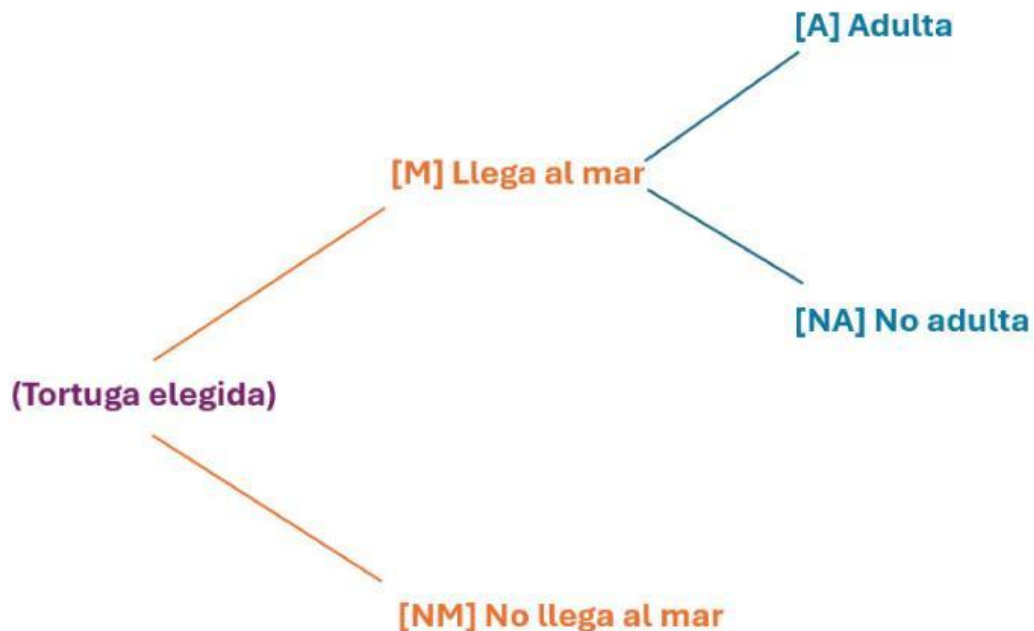 [A] Adulta
[M] Llega al mar
[NA] No adulta
(Tortuga elegida)
[NM] No llega al mar